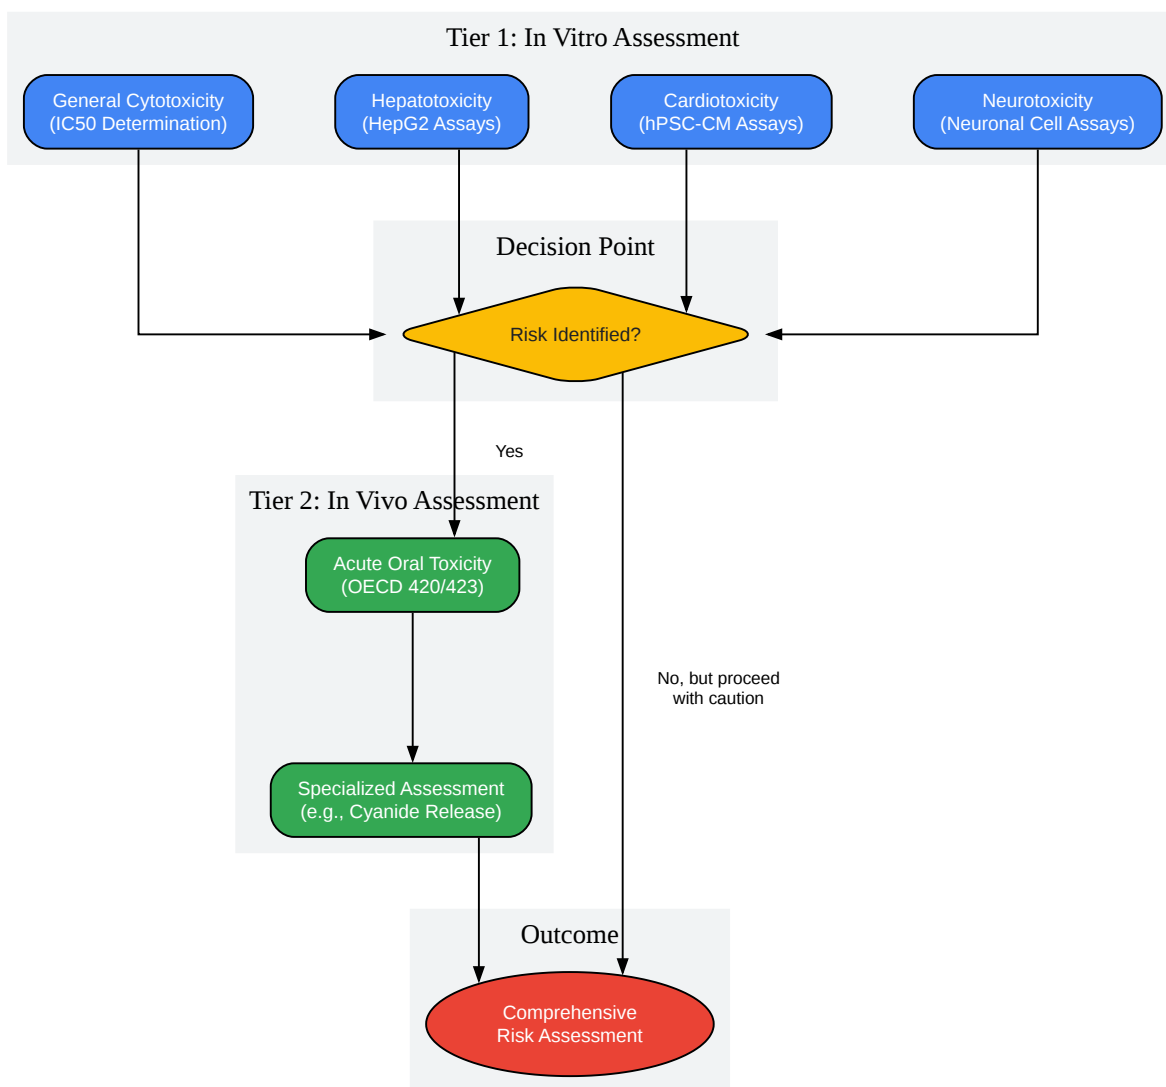 Tier 1: In Vitro Assessment
General Cytotoxicity
(IC50 Determination)
Hepatotoxicity
(HepG2 Assays)
Cardiotoxicity
(hPSC-CM Assays)
Neurotoxicity
(Neuronal Cell Assays)
Decision Point
Risk Identified?
Yes
Tier 2: In Vivo Assessment
Acute Oral Toxicity
(OECD 420/423)
No, but proceed
with caution
Specialized Assessment
(e.g., Cyanide Release)
Outcome
Comprehensive
Risk Assessment